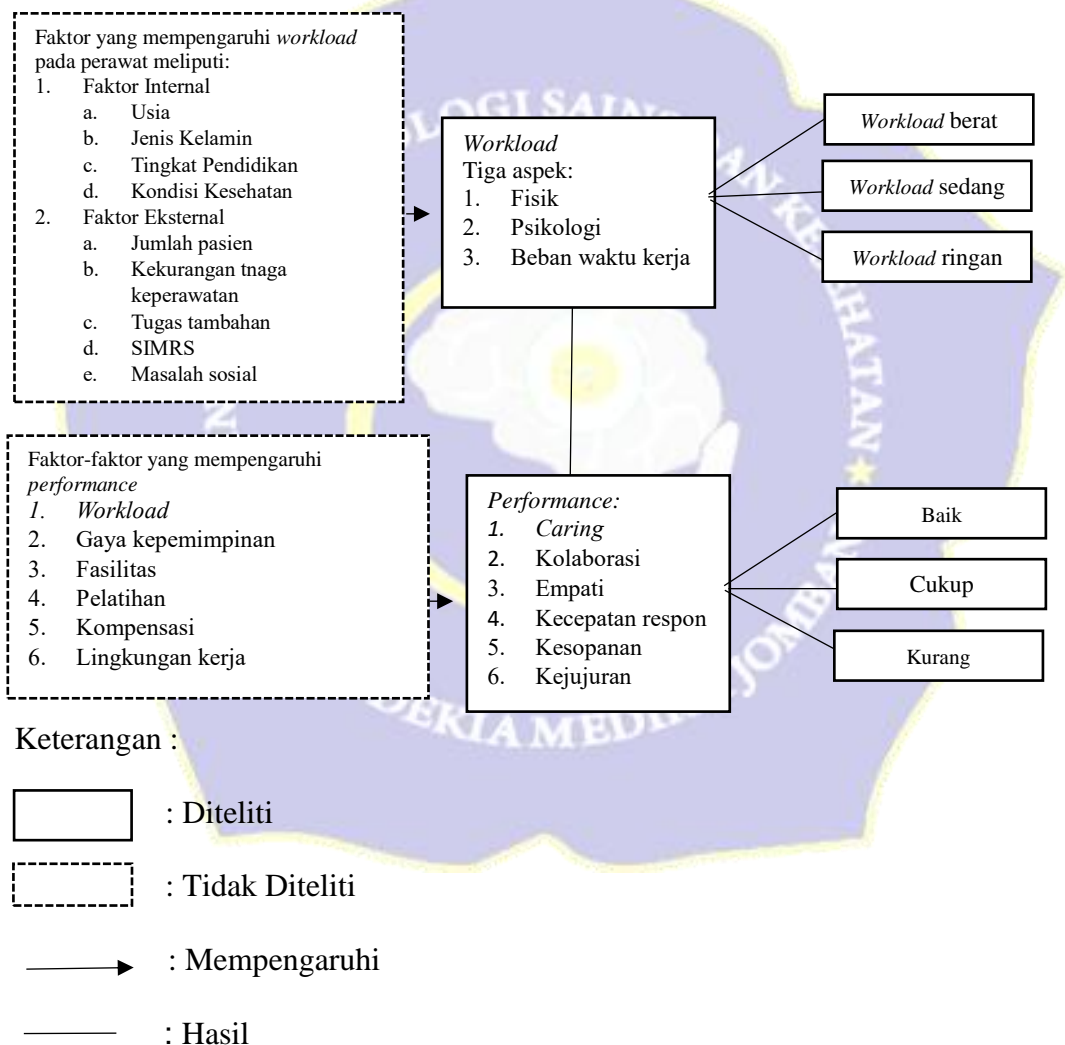 Faktor yang mempengaruhi workload
pada perawat meliputi:
1. Faktor Internal
a. Usia
b. Jenis Kelamin
c. Tingkat Pendidikan
d. Kondisi Kesehatan
2. Faktor Eksternal
a. Jumlah pasien
b. Kekurangan tnaga
keperawatan
c. Tugas tambahan
d. SIMRS
e. Masalah sosial
Workload
Tiga aspek:
1. Fisik
2. Psikologi
3. Beban waktu kerja
Workload berat
Workload sedang
Workload ringan
Faktor-faktor yang mempengaruhi
performance
1. Workload
2. Gaya kepemimpinan
3. Fasilitas
4. Pelatihan
5. Kompensasi
6. Lingkungan kerja
Performance:
1. Caring
2. Kolaborasi
3. Empati
4. Kecepatan respon
5. Kesopanan
6. Kejujuran
Baik
Cukup
Kurang
Keterangan :
: Diteliti
: Tidak Diteliti
: Mempengaruhi
: Hasil